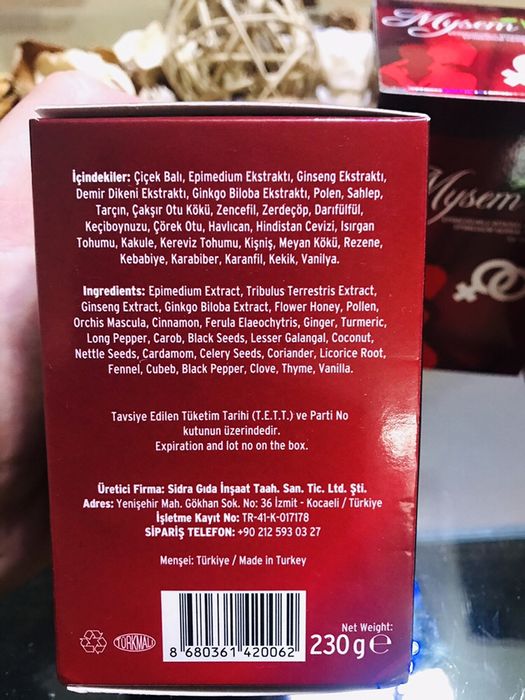 Mysem
İçindekiler: Çiçek Balı, Epimedium Ekstraktı, Ginseng Ekstraktı,
Demir Dikeni Ekstraktı, Ginkgo Biloba Ekstraktı, Polen, Sahlep,
Tarçın, Çakşır Otu Kökü, Zencefil, Zerdeçöp, Darıfülfül,
Keçiboynuzu, Çörek Otu, Havlıcan, Hindistan Cevizi, Isırgan
Tohumu, Kakule, Kereviz Tohumu, Kişniş, Meyan Kökü, Rezene,
Kebabiye, Karabiber, Karanfil, Kekik, Vanilya.
Mysem
Ingredients: Epimedium Extract, Tribulus Terrestris Extract,
Ginseng Extract, Ginkgo Biloba Extract, Flower Honey, Pollen,
Orchis Mascula, Cinnamon, Ferula Elaeochytris, Ginger, Turmeric,
Long Pepper, Carob, Black Seeds, Lesser Galangal, Coconut,
Nettle Seeds, Cardamom, Celery Seeds, Coriander, Licorice Root,
Fennel, Cubeb, Black Pepper, Clove, Thyme, Vanilla.
Tavsiye Edilen Tüketim Tarihi (T.E.T.T.) ve Parti No
kutunun üzerindedir.
Expiration and lot no on the box.
Üretici Firma: Sidra Gıda İnşaat Taah. San. Tic. Ltd. Şti.
Adres: Yenişehir Mah. Gökhan Sok. No: 36 İzmit - Kocaeli / Türkiye
İşletme Kayıt No: TR-41-K-017178
SİPARİŞ TELEFON: +90 212 593 03 27
Menşei: Türkiye / Made in Turkey
TÜRKMALI
8 680361 420062
Net Weight:
230 g e